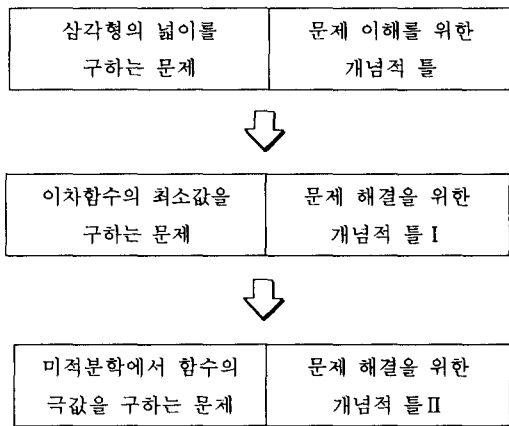 삼각형의 넓이를
구하는 문제
문제 이해를 위한
개념적 틀
이차함수의 최소값을
구하는 문제
문제 해결을 위한
개념적 틀 I
미적분학에서 함수의
극값을 구하는 문제
문제 해결을 위한
개념적 틀 II